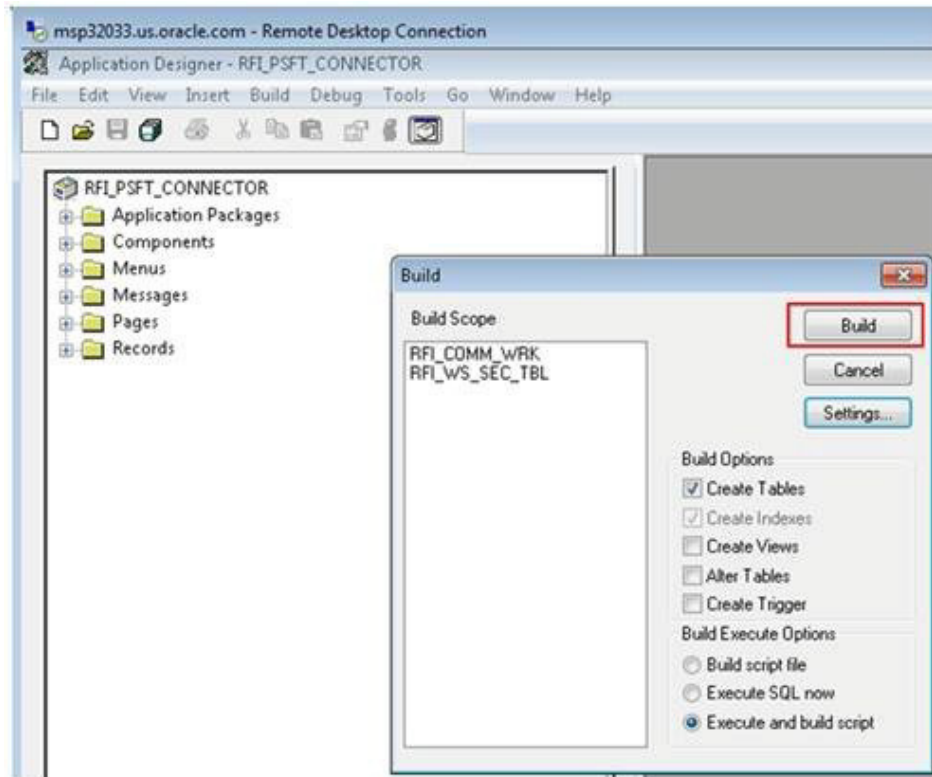 msp32033.us.oracle.com - Remote Desktop Connection
Application Designer - RFI_PSFT_CONNECTOR
File Edit View Insert Build Debug Tools Go Window Help
RFI_PSFT_CONNECTOR
Application Packages
Components
Menus
Messages
Pages
Records
Build
Build Scope
RFI_COMM_WRK
RFI_WS_SEC_TBL
Build
Cancel
Settings...
Build Options
Create Tables
Create Indexes
Create Views
Alter Tables
Create Trigger
Build Execute Options
Build script file
Execute SQL now
Execute and build script